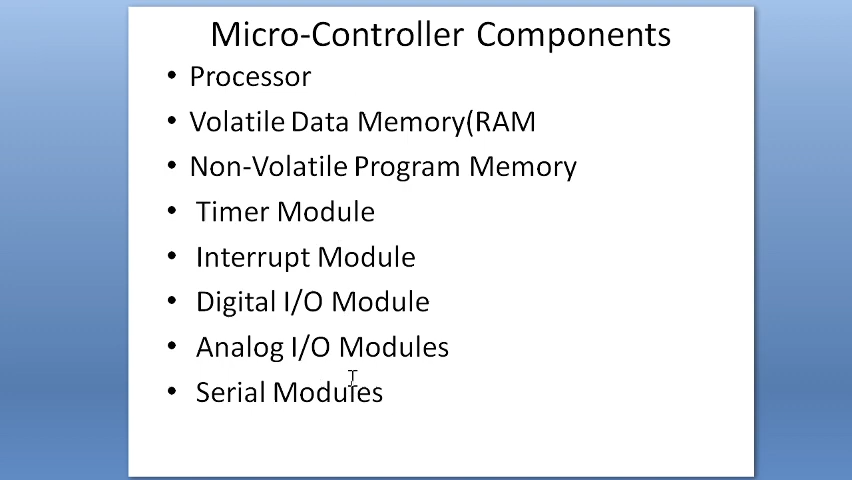 Micro-Controller Components
• Processor
• Volatile Data Memory(RAM
• Non-Volatile Program Memory
• Timer Module
• Interrupt Module
• Digital I/O Module
• Analog I/O Modules
• Serial Modules